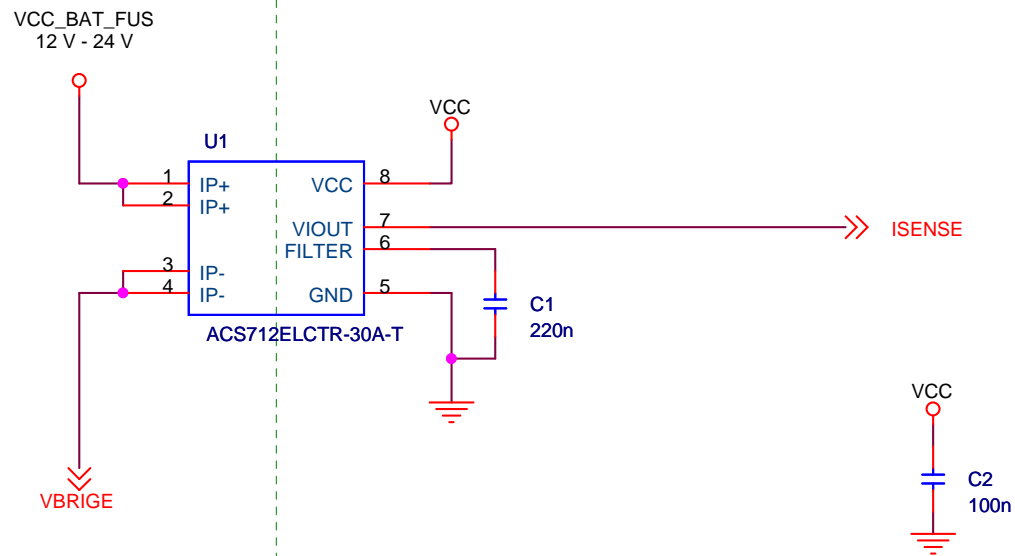 VCC_BAT_FUS
12 V - 24 V
VCC
U1
1
IP+
VCC
8
2
IP+
VIOUT
7
ISENSE
FILTER
6
3
IP-
4
IP-
GND
5
C1
220n
ACS712ELCTR-30A-T
VBRIGE
VCC
C2
100n